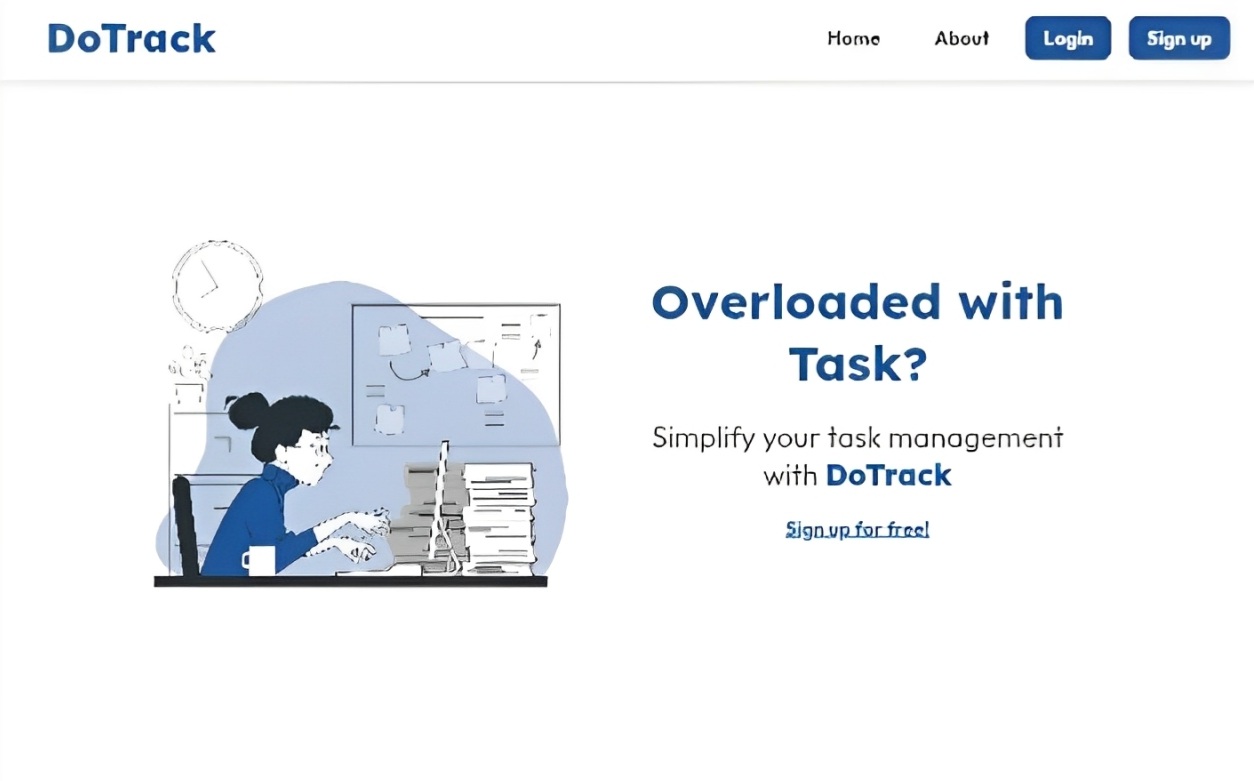 DoTrack
Home
About
Login
Sign up
Overloaded with
Task?
Simplify your task management
with DoTrack
Sign up for free!